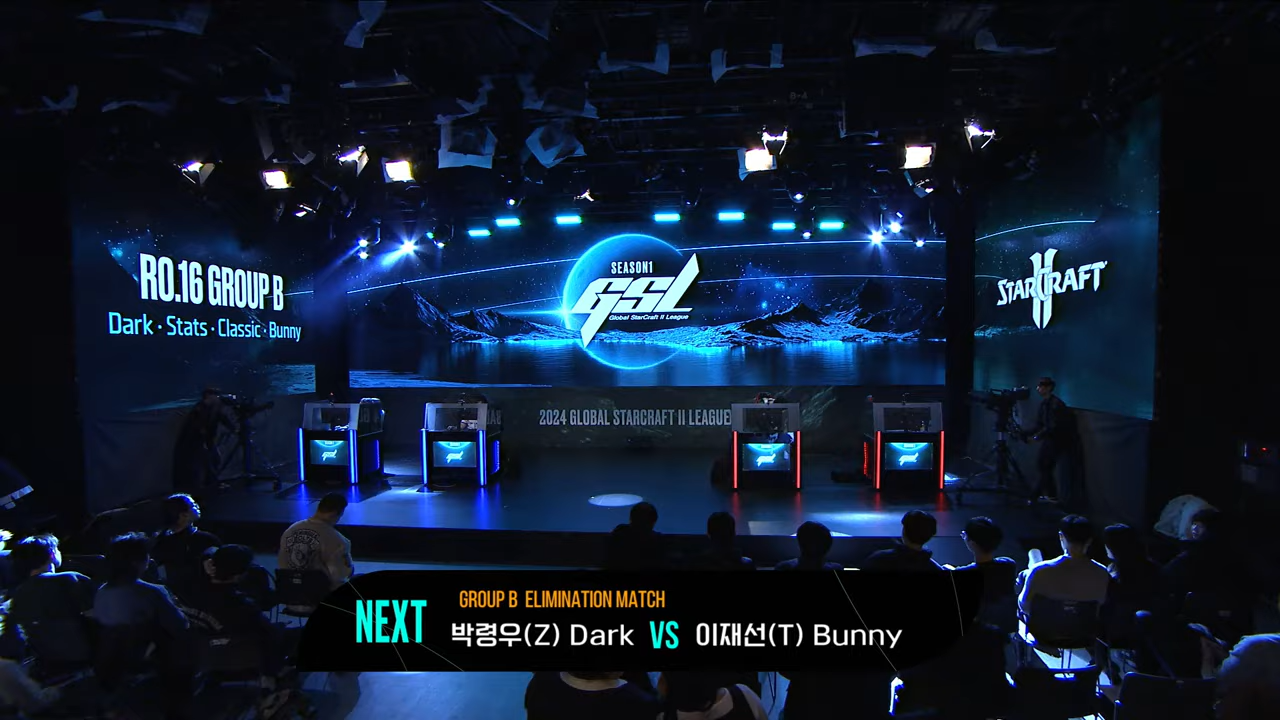 RO.16 GROUP B
Dark · Stats · Classic · Bunny
SEASON1
GSL
Global StarCraft II League
STARCRAFT II
2024 GLOBAL STARCRAFT II LEAGUE
NEXT
GROUP B ELIMINATION MATCH
박령우(Z) Dark VS 이재선(T) Bunny